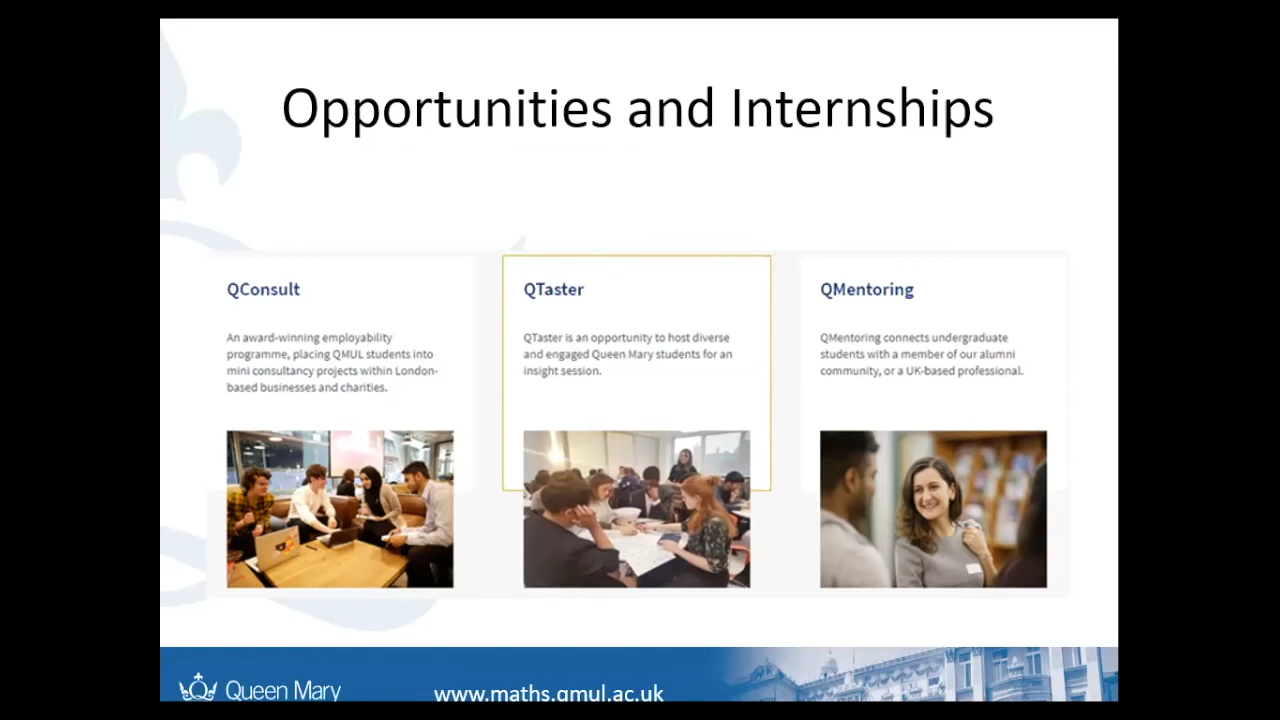 Opportunities and Internships
QConsult
An award-winning employability
programme, placing QMUL students into
mini consultancy projects within London-
based businesses and charities.
QTaster
QTaster is an opportunity to host diverse
and engaged Queen Mary students for an
insight session.
QMentoring
QMentoring connects undergraduate
students with a member of our alumni
community, or a UK-based professional.
Queen Mary
www.maths.qmul.ac.uk